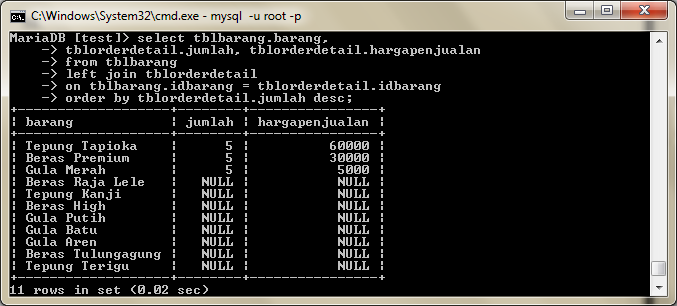 C:\Windows\System32\cmd.exe - mysql  -u root -p
MariaDB [test]> select tblbarang.barang,
    -> tblorderdetail.jumlah, tblorderdetail.hargapenjualan
    -> from tblbarang
    -> left join tblorderdetail
    -> on tblbarang.idbarang = tblorderdetail.idbarang
    -> order by tblorderdetail.jumlah desc;
+-------------------+--------+----------------+
| barang            | jumlah | hargapenjualan |
+-------------------+--------+----------------+
| Tepung Tapioka    |      5 |          60000 |
| Beras Premium     |      5 |          30000 |
| Gula Merah        |      5 |           5000 |
| Beras Raja Lele   |   NULL |           NULL |
| Tepung Kanji      |   NULL |           NULL |
| Beras High        |   NULL |           NULL |
| Gula Putih        |   NULL |           NULL |
| Gula Batu         |   NULL |           NULL |
| Gula Aren         |   NULL |           NULL |
| Beras Tulungagung |   NULL |           NULL |
| Tepung Terigu     |   NULL |           NULL |
+-------------------+--------+----------------+
11 rows in set (0.02 sec)